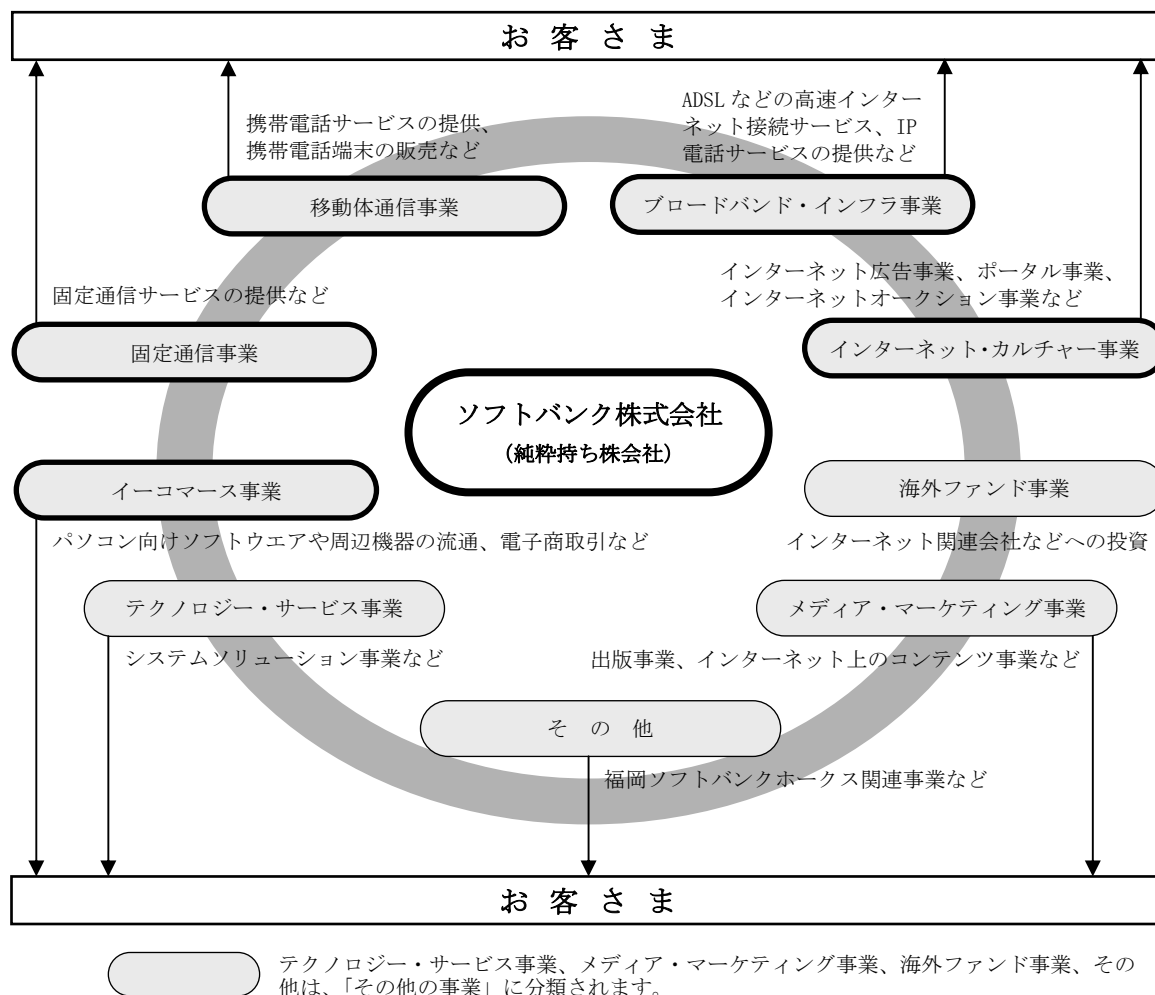 お 客 さ ま
携帯電話サービスの提供、
携帯電話端末の販売など
ADSL などの高速インター
ネット接続サービス、IP
電話サービスの提供など
移動体通信事業
ブロードバンド・インフラ事業
固定通信サービスの提供など
インターネット広告事業、ポータル事業、
インターネットオークション事業など
固定通信事業
インターネット・カルチャー事業
ソフトバンク株式会社
(純粋持ち株会社)
イーコマース事業
海外ファンド事業
パソコン向けソフトウエアや周辺機器の流通、電子商取引など
インターネット関連会社などへの投資
テクノロジー・サービス事業
メディア・マーケティング事業
システムソリューション事業など
出版事業、インターネット上のコンテンツ事業など
そ の 他
福岡ソフトバンクホークス関連事業など
お 客 さ ま
テクノロジー・サービス事業、メディア・マーケティング事業、海外ファンド事業、その
他は、「その他の事業」に分類されます。